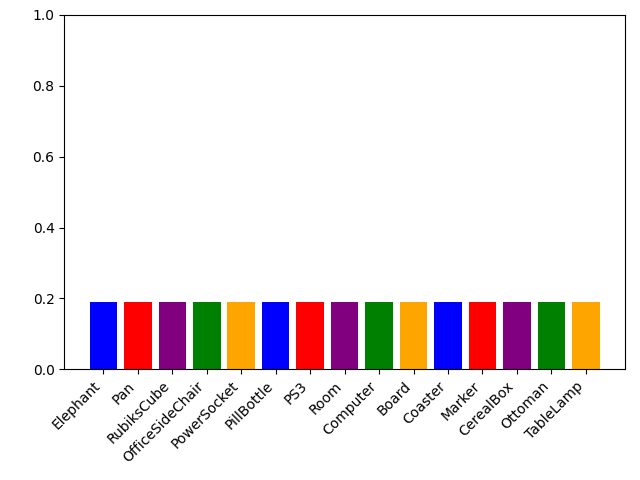 1.0
0.8
0.6
0.4
0.2
0.0
Elephant
Pan
RubiksCube
OfficeSideChair
PowerSocket
PillBottle
PS3
Room
Computer
Board
Coaster
Marker
CerealBox
Ottoman
TableLamp